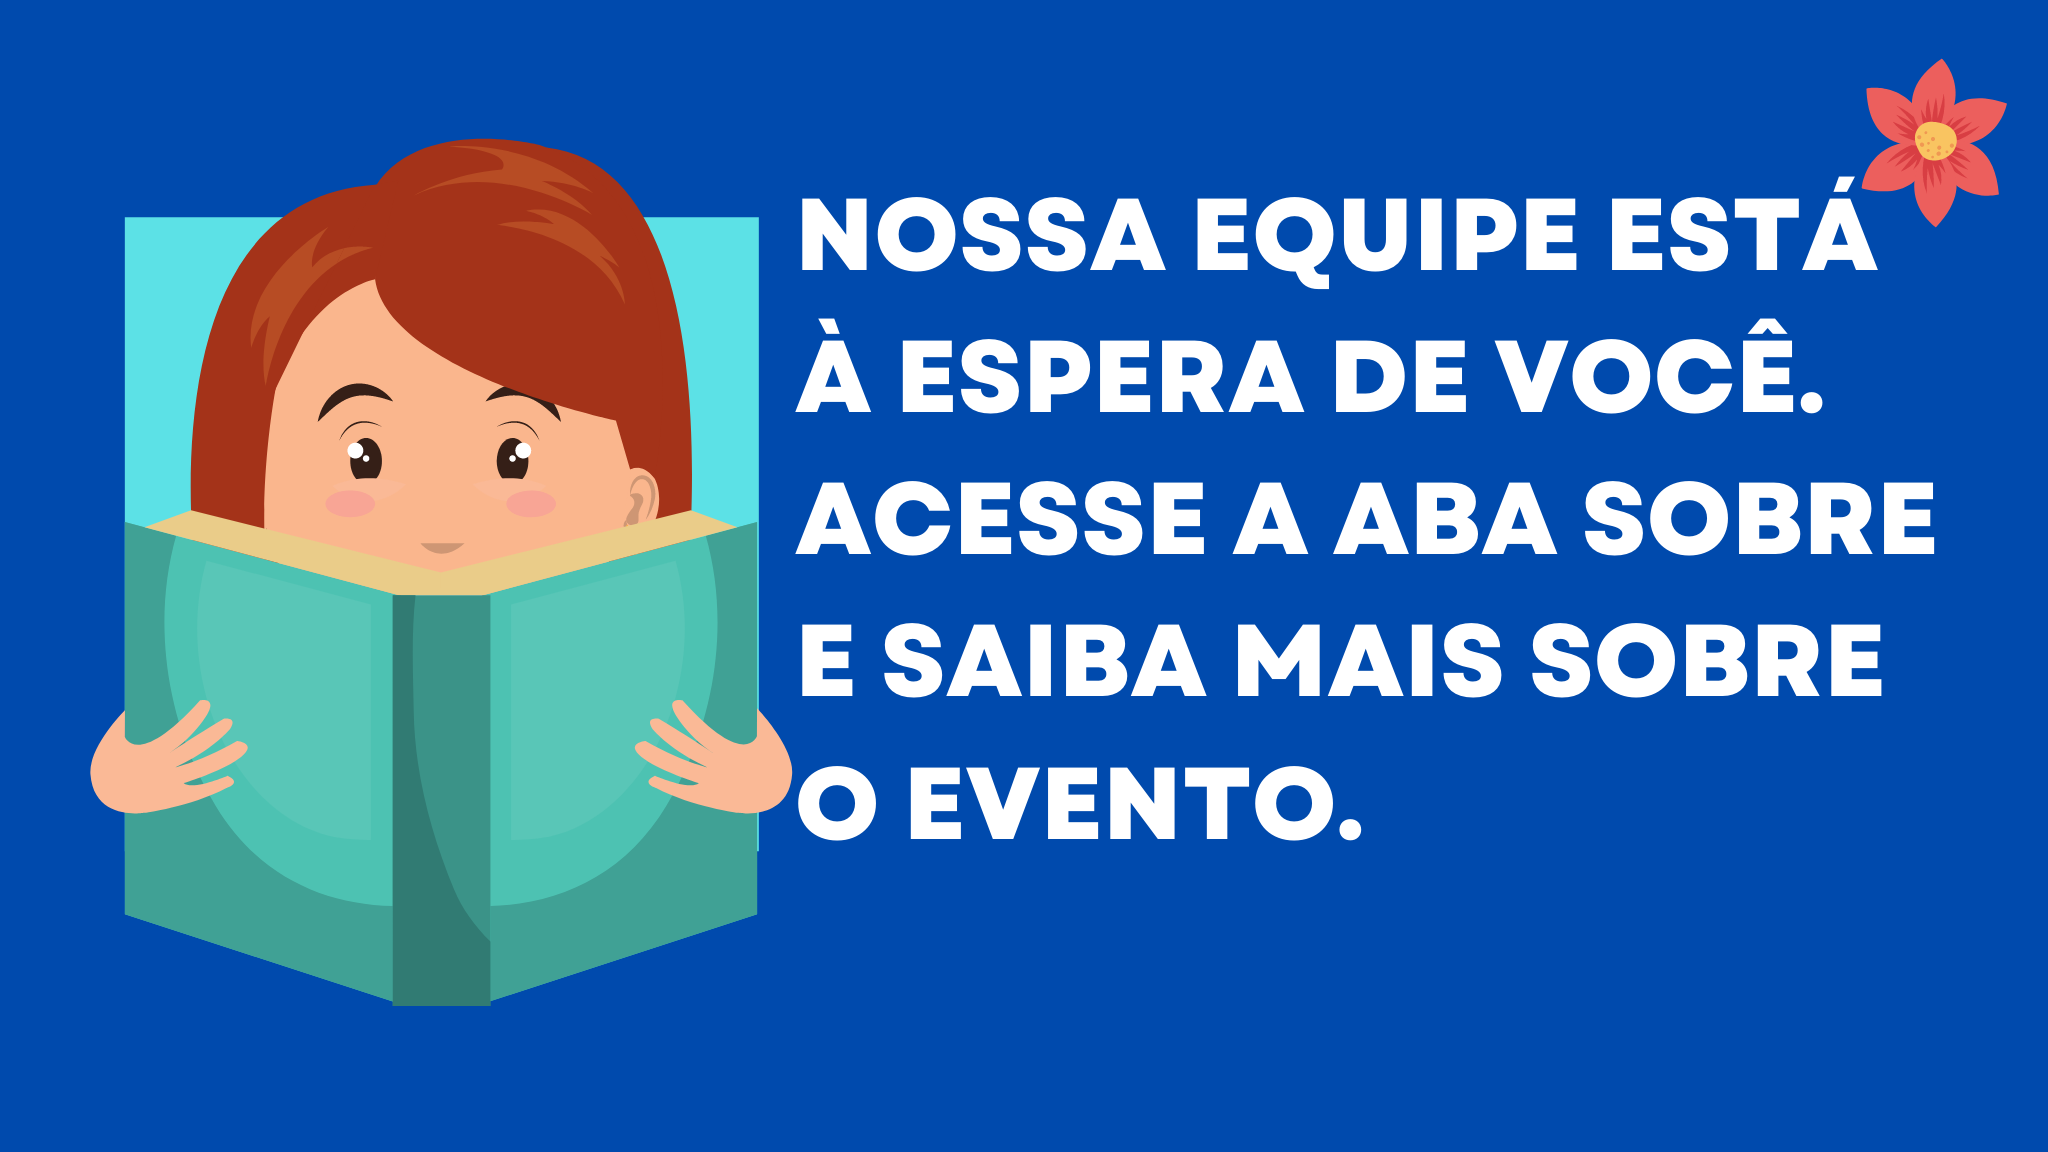 NOSSA EQUIPE ESTÁ
À ESPERA DE VOCÊ.
ACESSE A ABA SOBRE
E SAIBA MAIS SOBRE
O EVENTO.